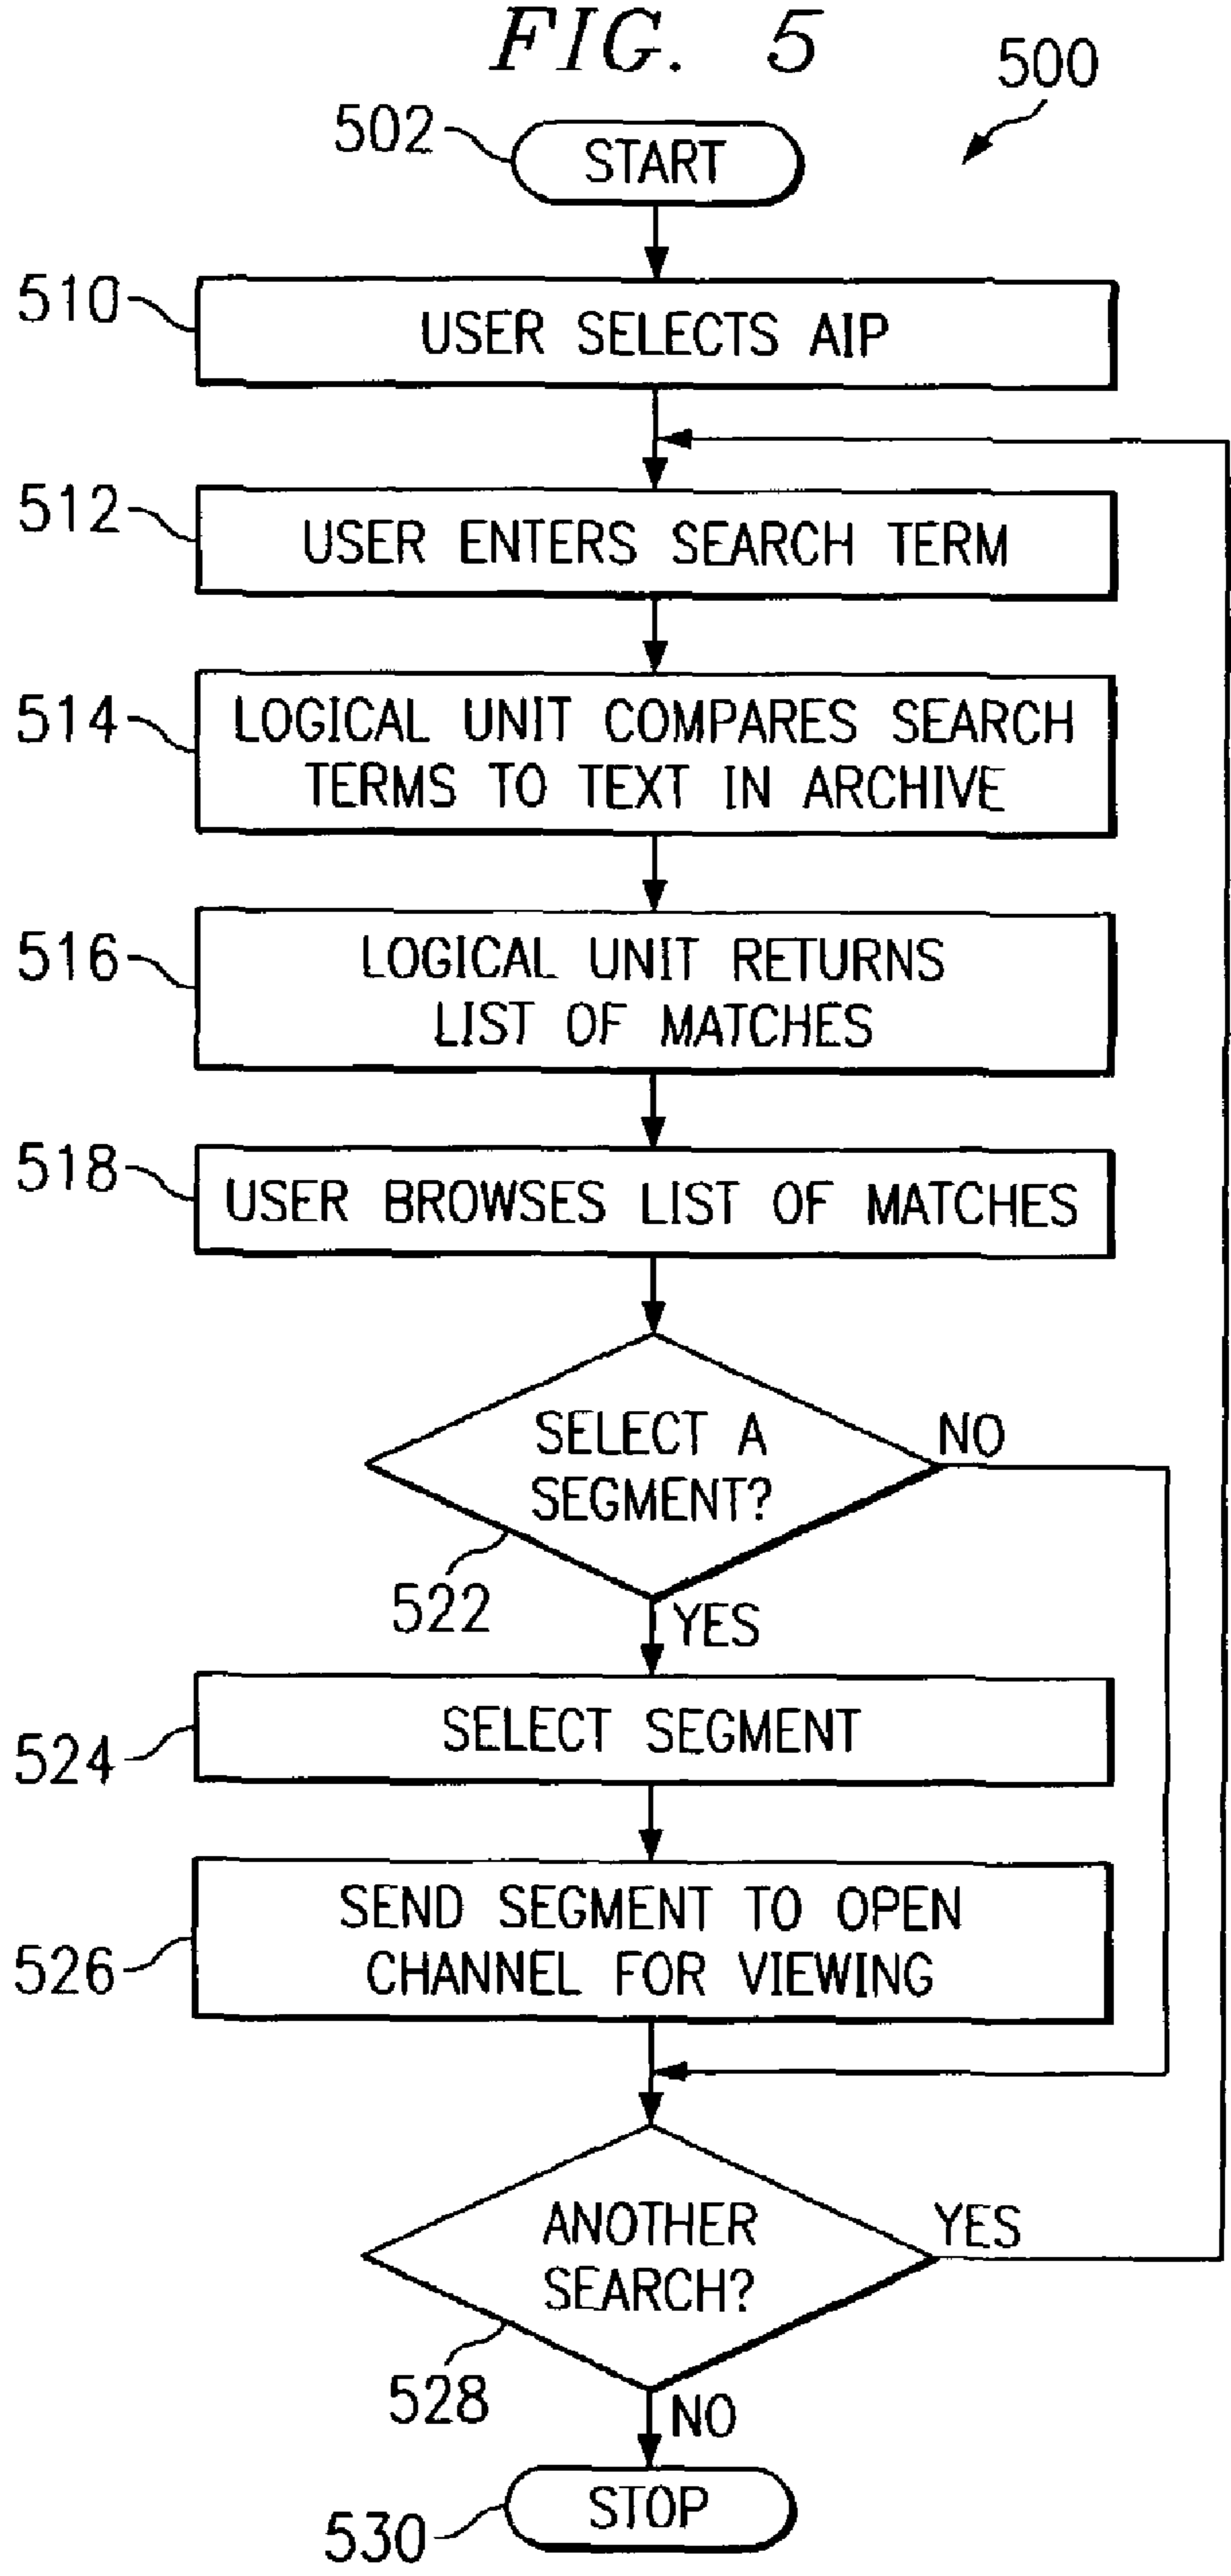 FIG. 5
500
502
START
510
USER SELECTS AIP
512
USER ENTERS SEARCH TERM
514
LOGICAL UNIT COMPARES SEARCH
TERMS TO TEXT IN ARCHIVE
516
LOGICAL UNIT RETURNS
LIST OF MATCHES
518
USER BROWSES LIST OF MATCHES
SELECT A
SEGMENT?
NO
522
YES
524
SELECT SEGMENT
526
SEND SEGMENT TO OPEN
CHANNEL FOR VIEWING
ANOTHER
SEARCH?
YES
528
NO
530
STOP